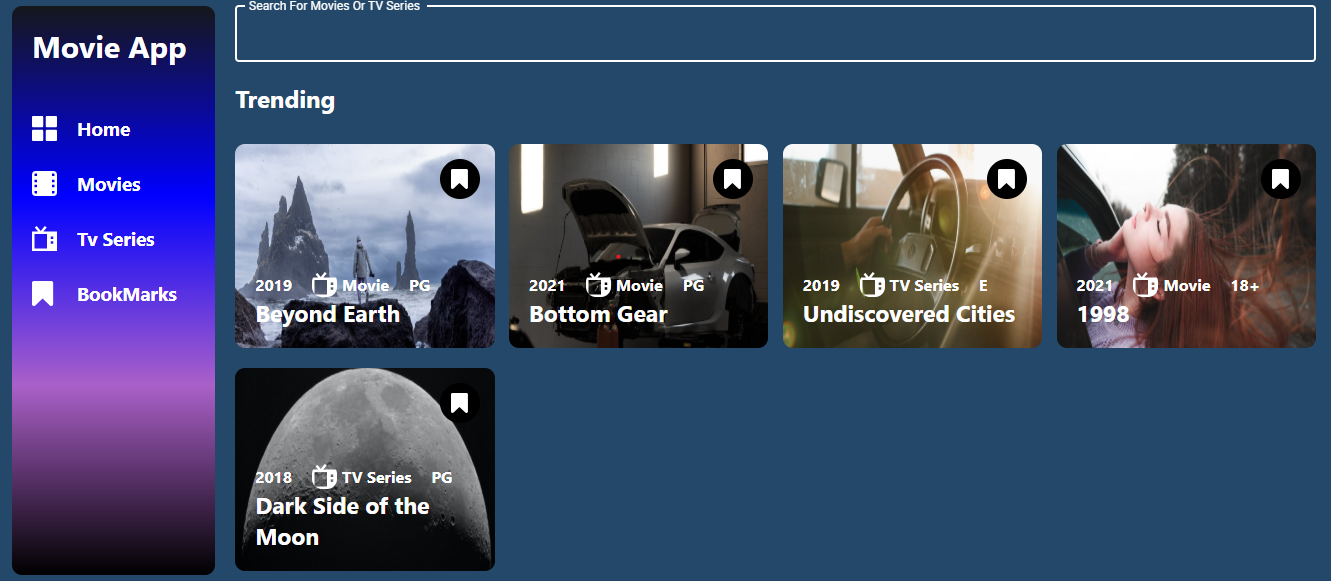 Movie App
Home
Movies
Tv Series
BookMarks
Search For Movies Or TV Series
Trending
2019 Movie PG
Beyond Earth
2021 Movie PG
Bottom Gear
2019 TV Series E
Undiscovered Cities
2021 Movie 18+
1998
2018 TV Series PG
Dark Side of the
Moon